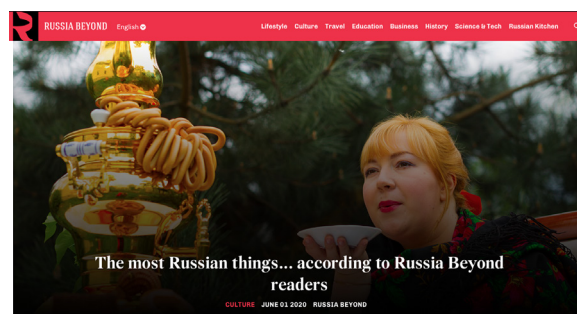 RUSSIA BEYOND English Lifestyle Culture Travel Education Business History Science & Tech Russian Kitchen
The most Russian things... according to Russia Beyond
readers
CULTURE JUNE 01 2020 RUSSIA BEYOND